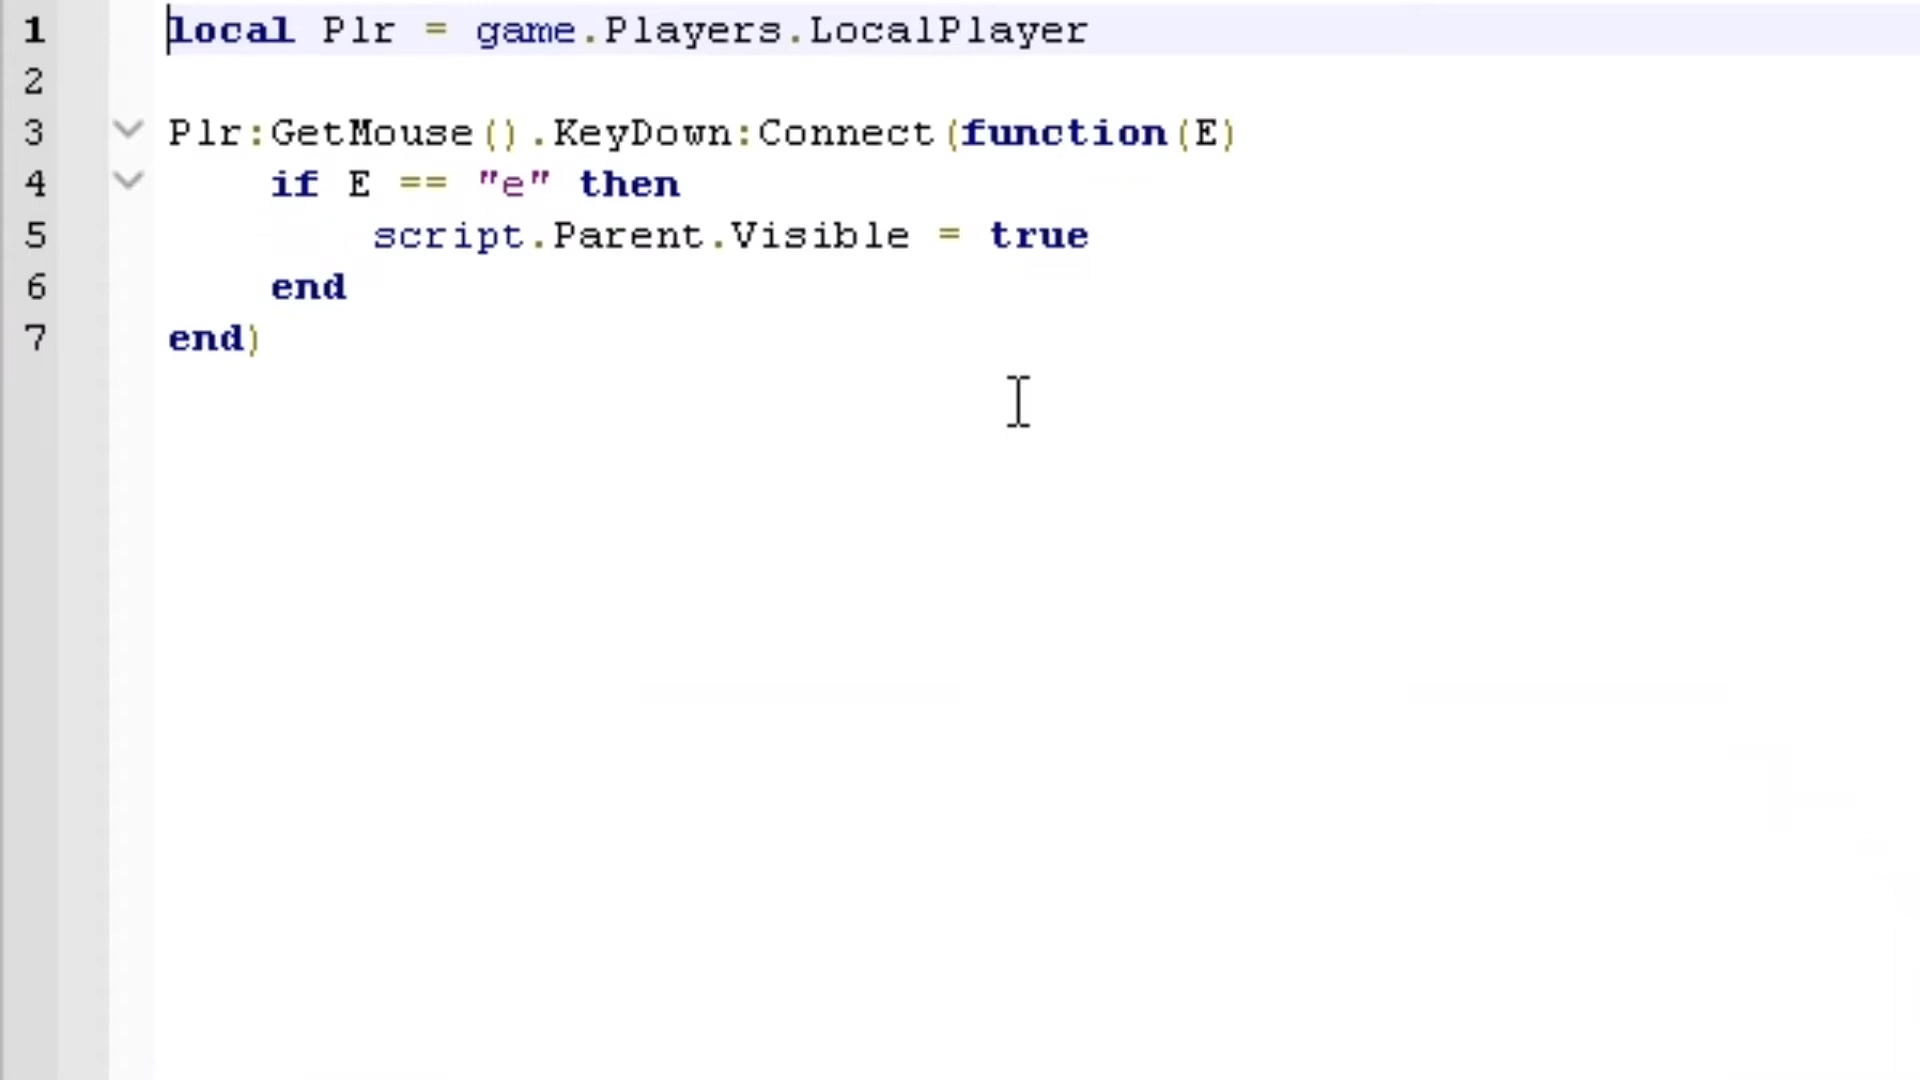 1 local Plr = game.Players.LocalPlayer
2
3 Plr:GetMouse().KeyDown:Connect(function(E)
4 if E == "e" then
5 script.Parent.Visible = true
6 end
7 end)